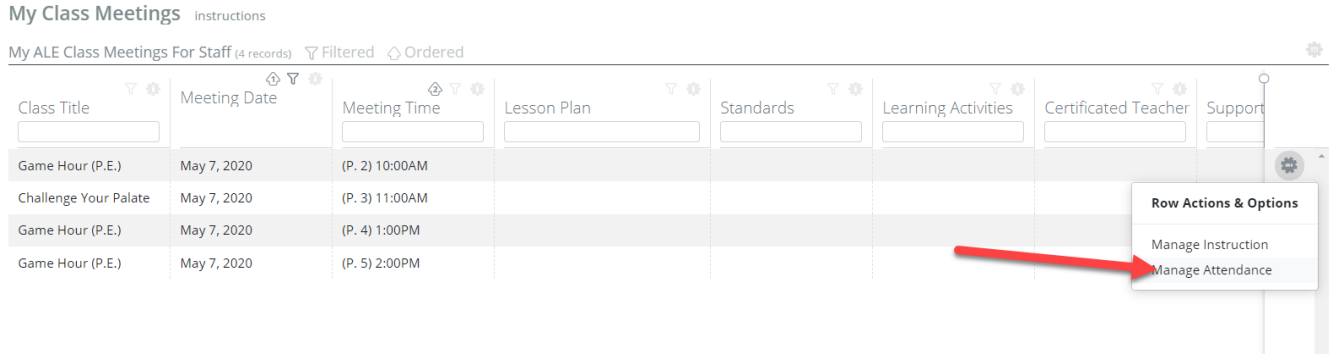 My Class Meetings instructions
My ALE Class Meetings For Staff (4 records) Filtered Ordered
Class Title Meeting Date Meeting Time Lesson Plan Standards Learning Activities Certificated Teacher Support
1 2
Game Hour (P.E.) May 7, 2020 (P. 2) 10:00AM
Challenge Your Palate May 7, 2020 (P. 3) 11:00AM
Game Hour (P.E.) May 7, 2020 (P. 4) 1:00PM
Game Hour (P.E.) May 7, 2020 (P. 5) 2:00PM
Row Actions & Options
Manage Instruction
Manage Attendance